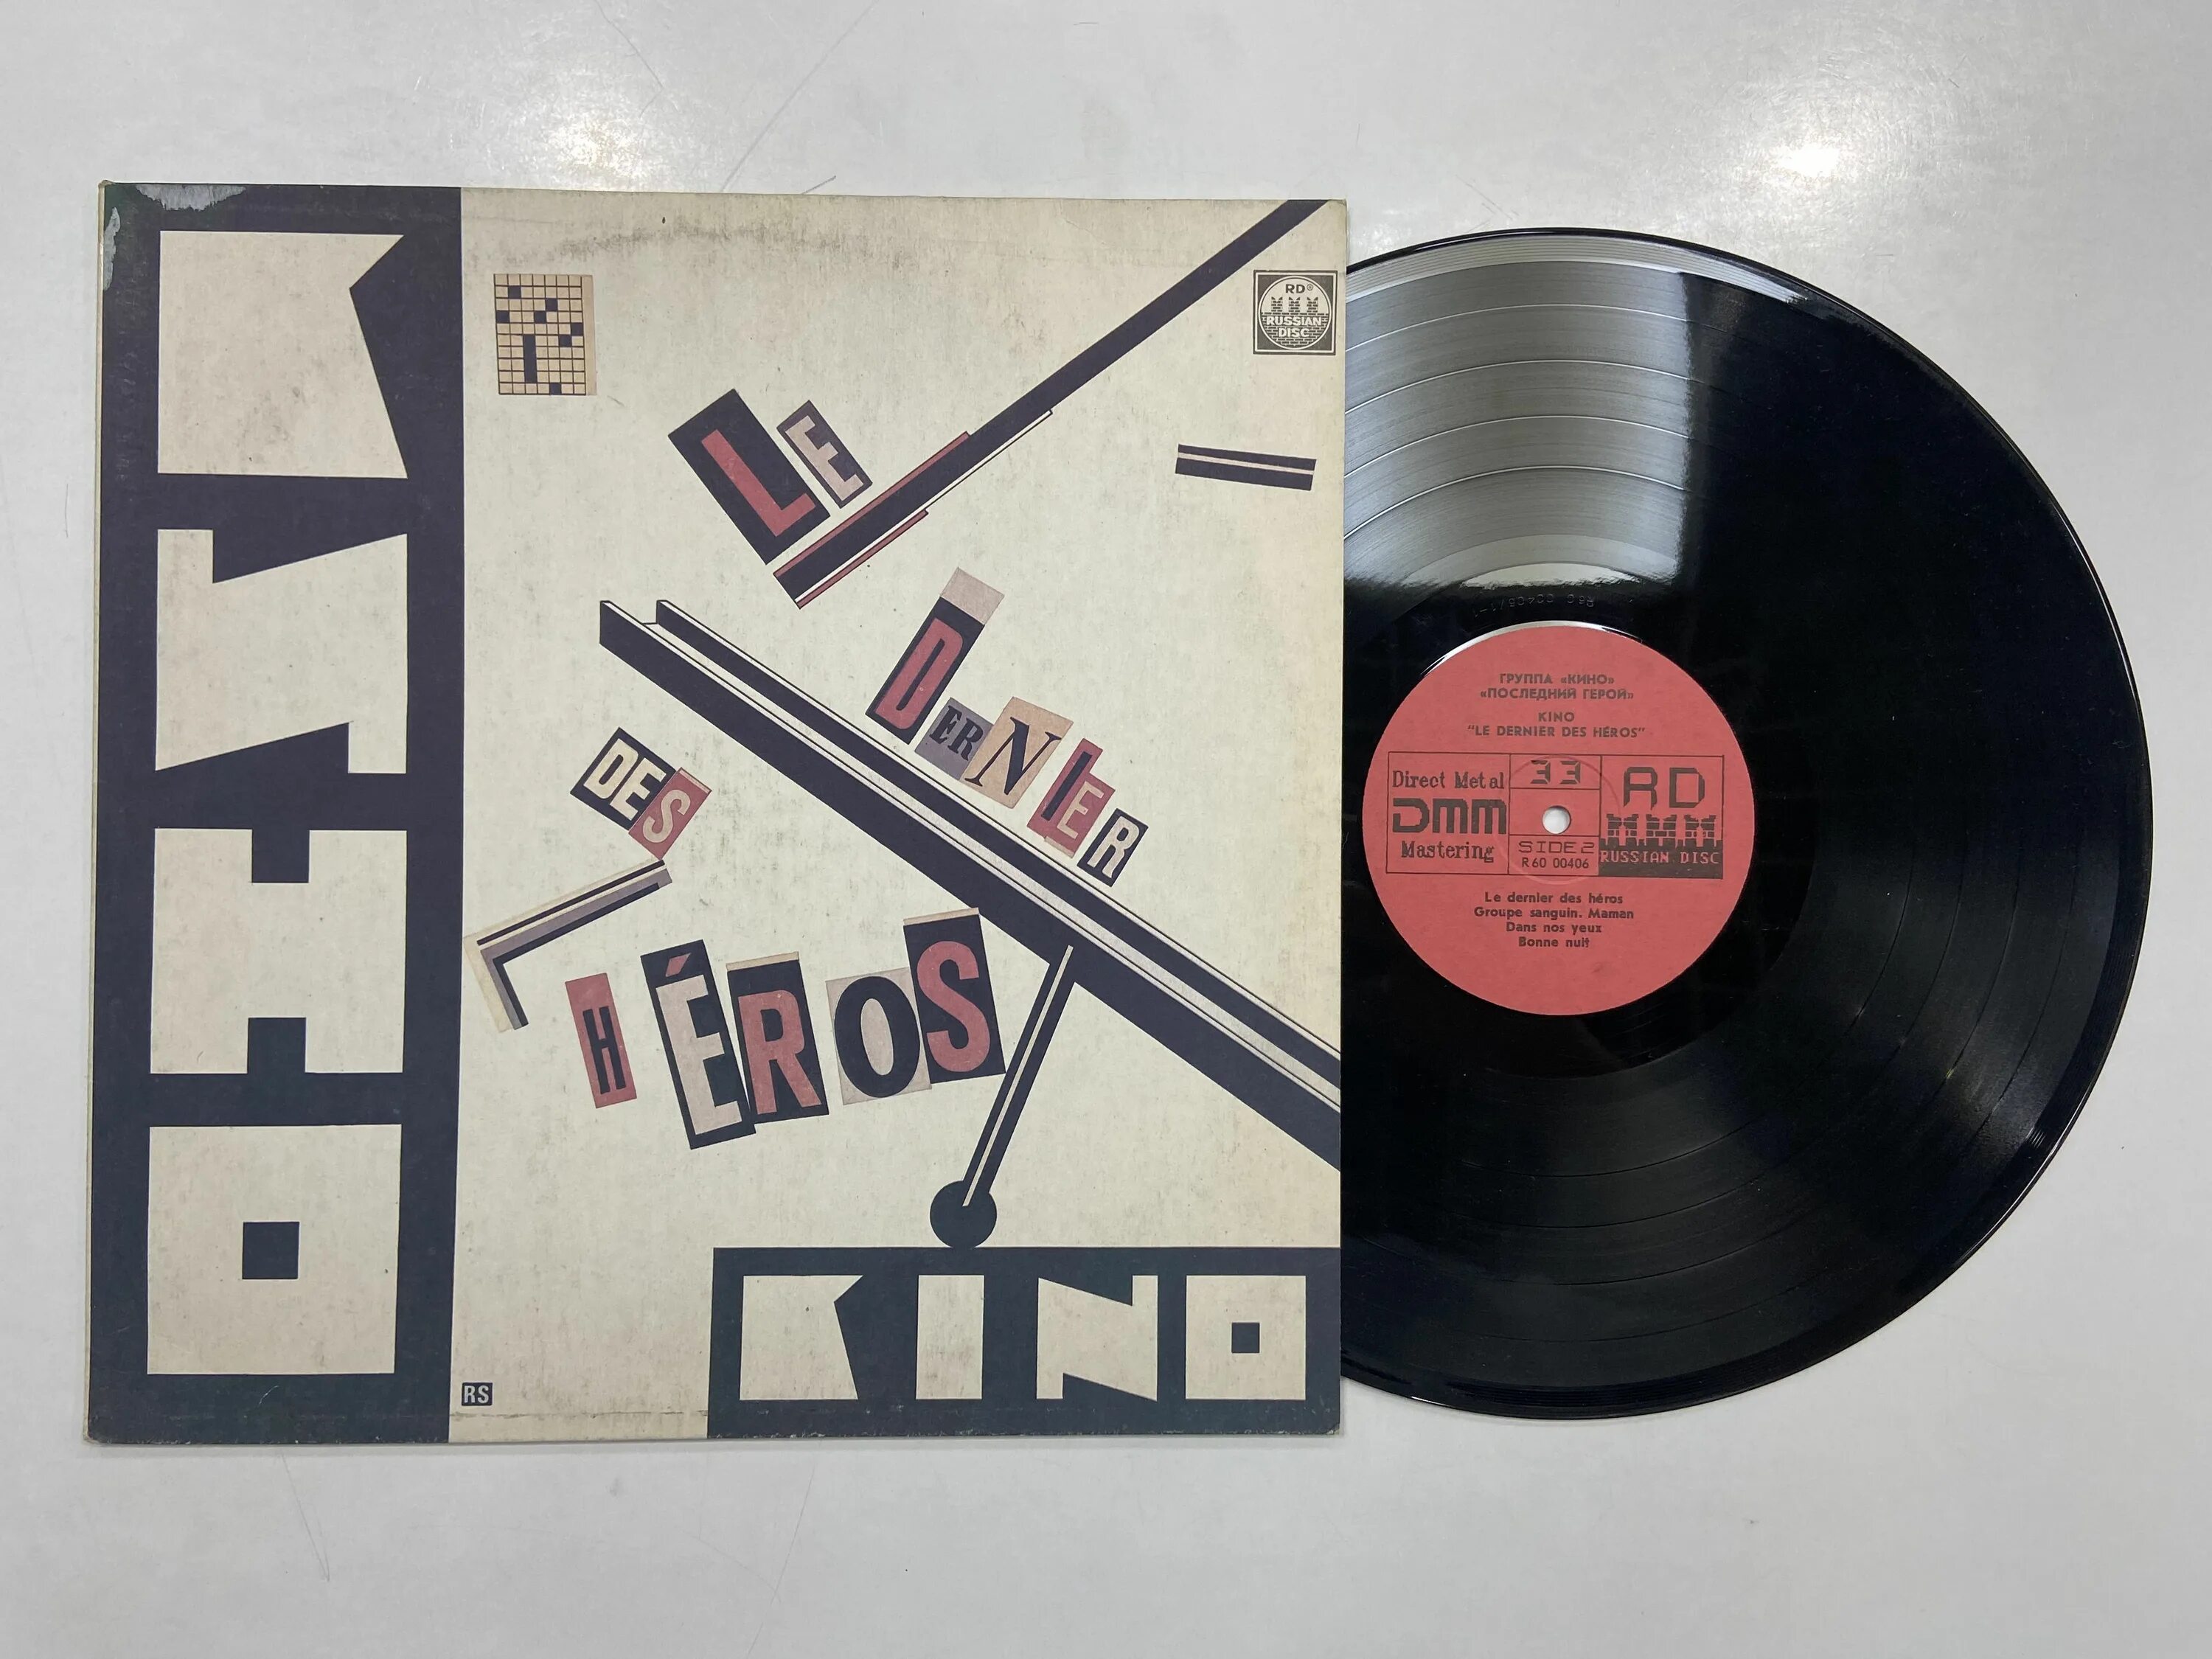 КИНО
RD®
RUSSIAN
DISC
LE
DERNIER
DES
HÉROS
KINO
RS
ГРУППА «КИНО»
«ПОСЛЕДНИЙ ГЕРОЙ»
KINO
"LE DERNIER DES HÉROS"
Direct Metal
DMM
Mastering
33
SIDE 2
R 60 00406
RD
RUSSIAN DISC
Le dernier des héros
Groupe sanguin. Maman
Dans nos yeux
Bonne nuit